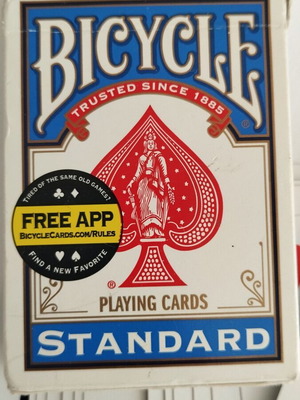 BICYCLE
®
TRUSTED SINCE 1885
TIRED OF THE SAME OLD GAMES?
FREE APP
BICYCLECARDS.COM/RULES
FIND A NEW FAVORITE
®
PLAYING CARDS
STANDARD